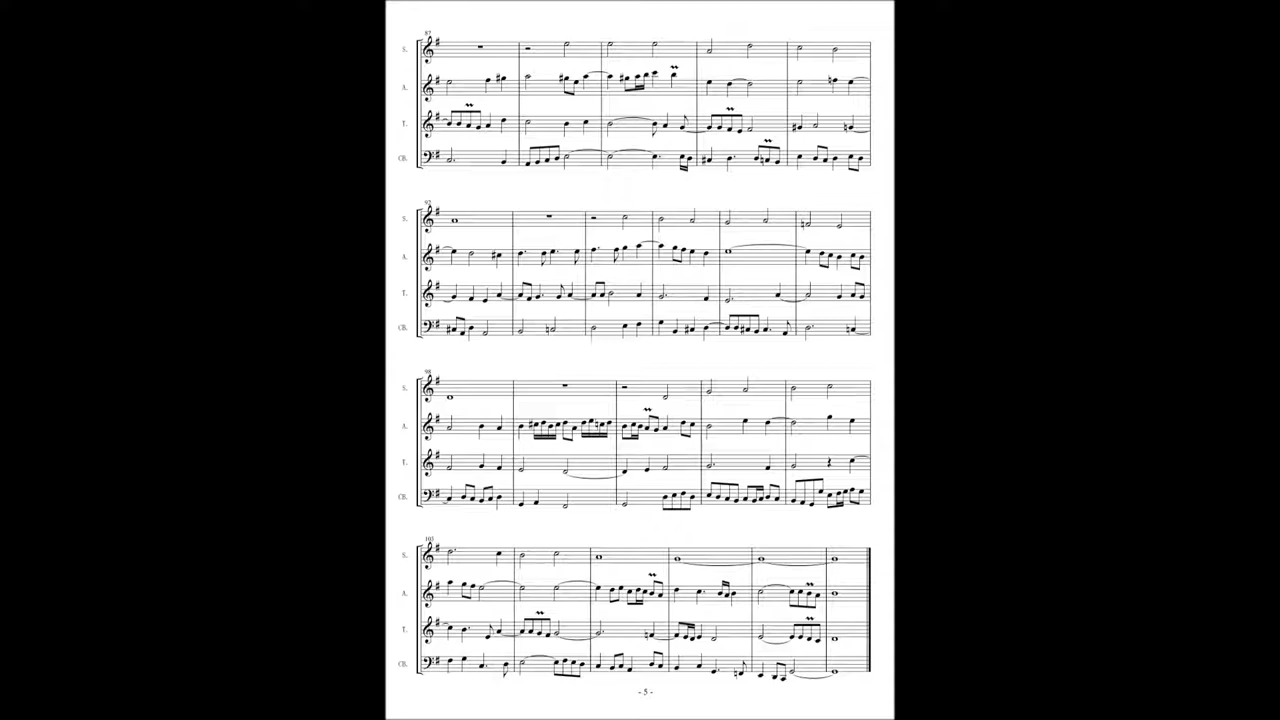 87
S.
A.
T.
CB.
92
S.
A.
T.
CB.
98
S.
A.
T.
CB.
103
S.
A.
T.
CB.
- 5 -